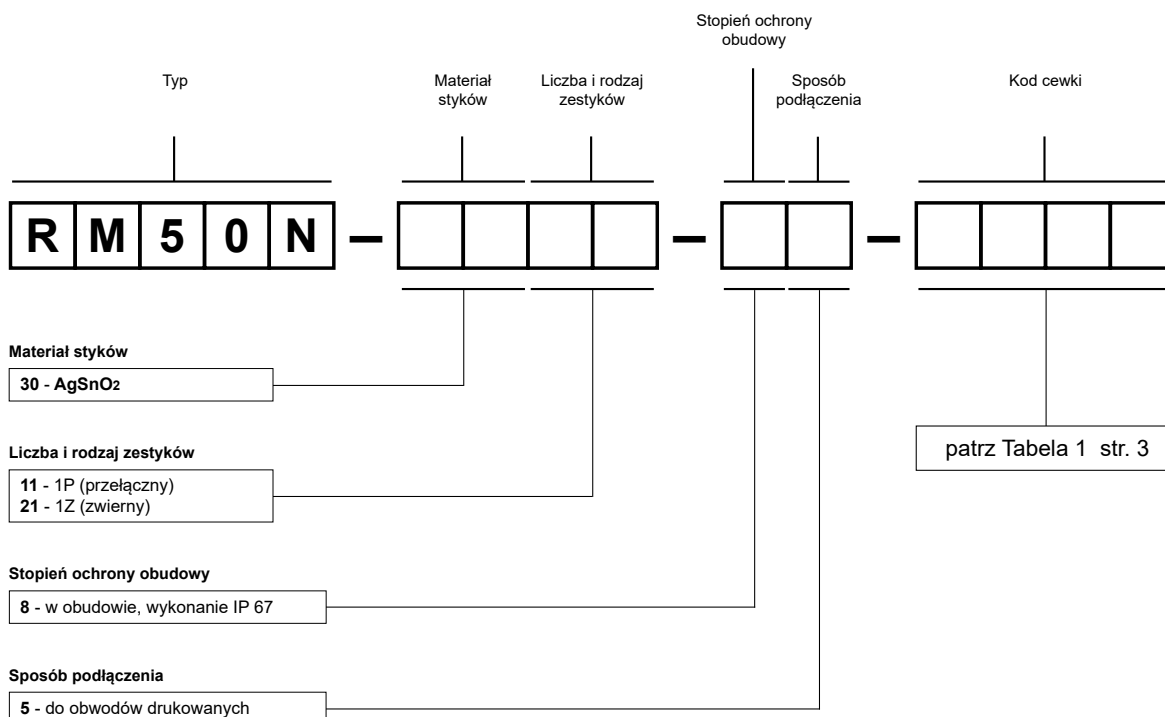 Stopień ochrony
obudowy
Typ
Materiał
styków
Liczba i rodzaj
zestyków
Sposób
podłączenia
Kod cewki
R M 5 0 N – – –
Materiał styków
30 - AgSnO2
Liczba i rodzaj zestyków
11 - 1P (przełączny)
21 - 1Z (zwierny)
patrz Tabela 1 str. 3
Stopień ochrony obudowy
8 - w obudowie, wykonanie IP 67
Sposób podłączenia
5 - do obwodów drukowanych